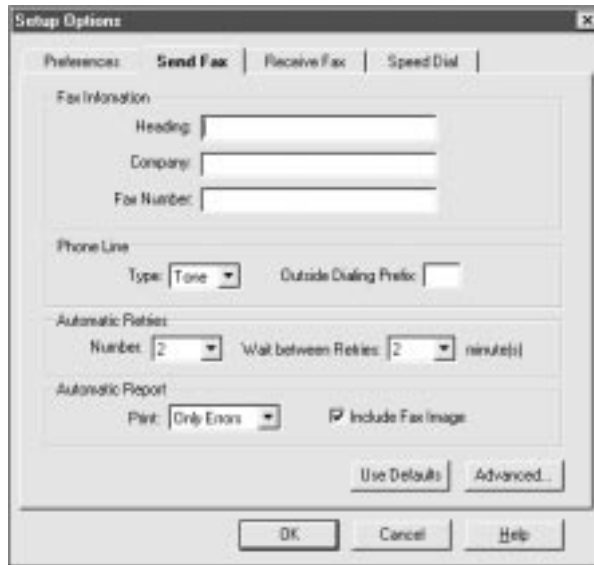 Setup Options
Preferences Send Fax Receive Fax Speed Dial
Fax Infomation
Heading:
Company:
Fax Number:
Phone Line
Type: Tone Outside Dialing Prefix:
Automatic Retries
Number: 2 Wait between Retries: 2 minute(s)
Automatic Report
Print: Only Errors Include Fax Image
Use Defaults Advanced...
OK Cancel Help